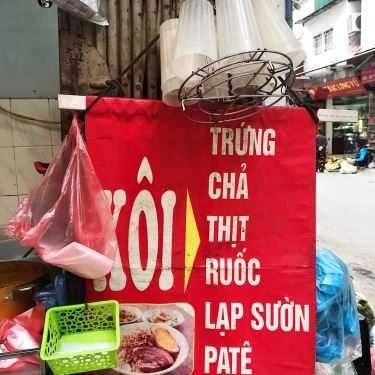 XÔI
TRỨNG
CHẢ
THỊT
RUỐC
LẠP SƯỜN
PATÊ